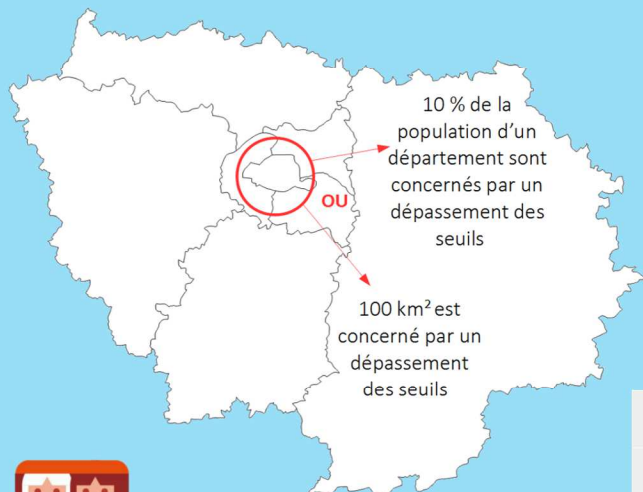 10 % de la
population d'un
département sont
concernés par un
dépassement des
seuils
OU
100 km² est
concerné par un
dépassement
des seuils